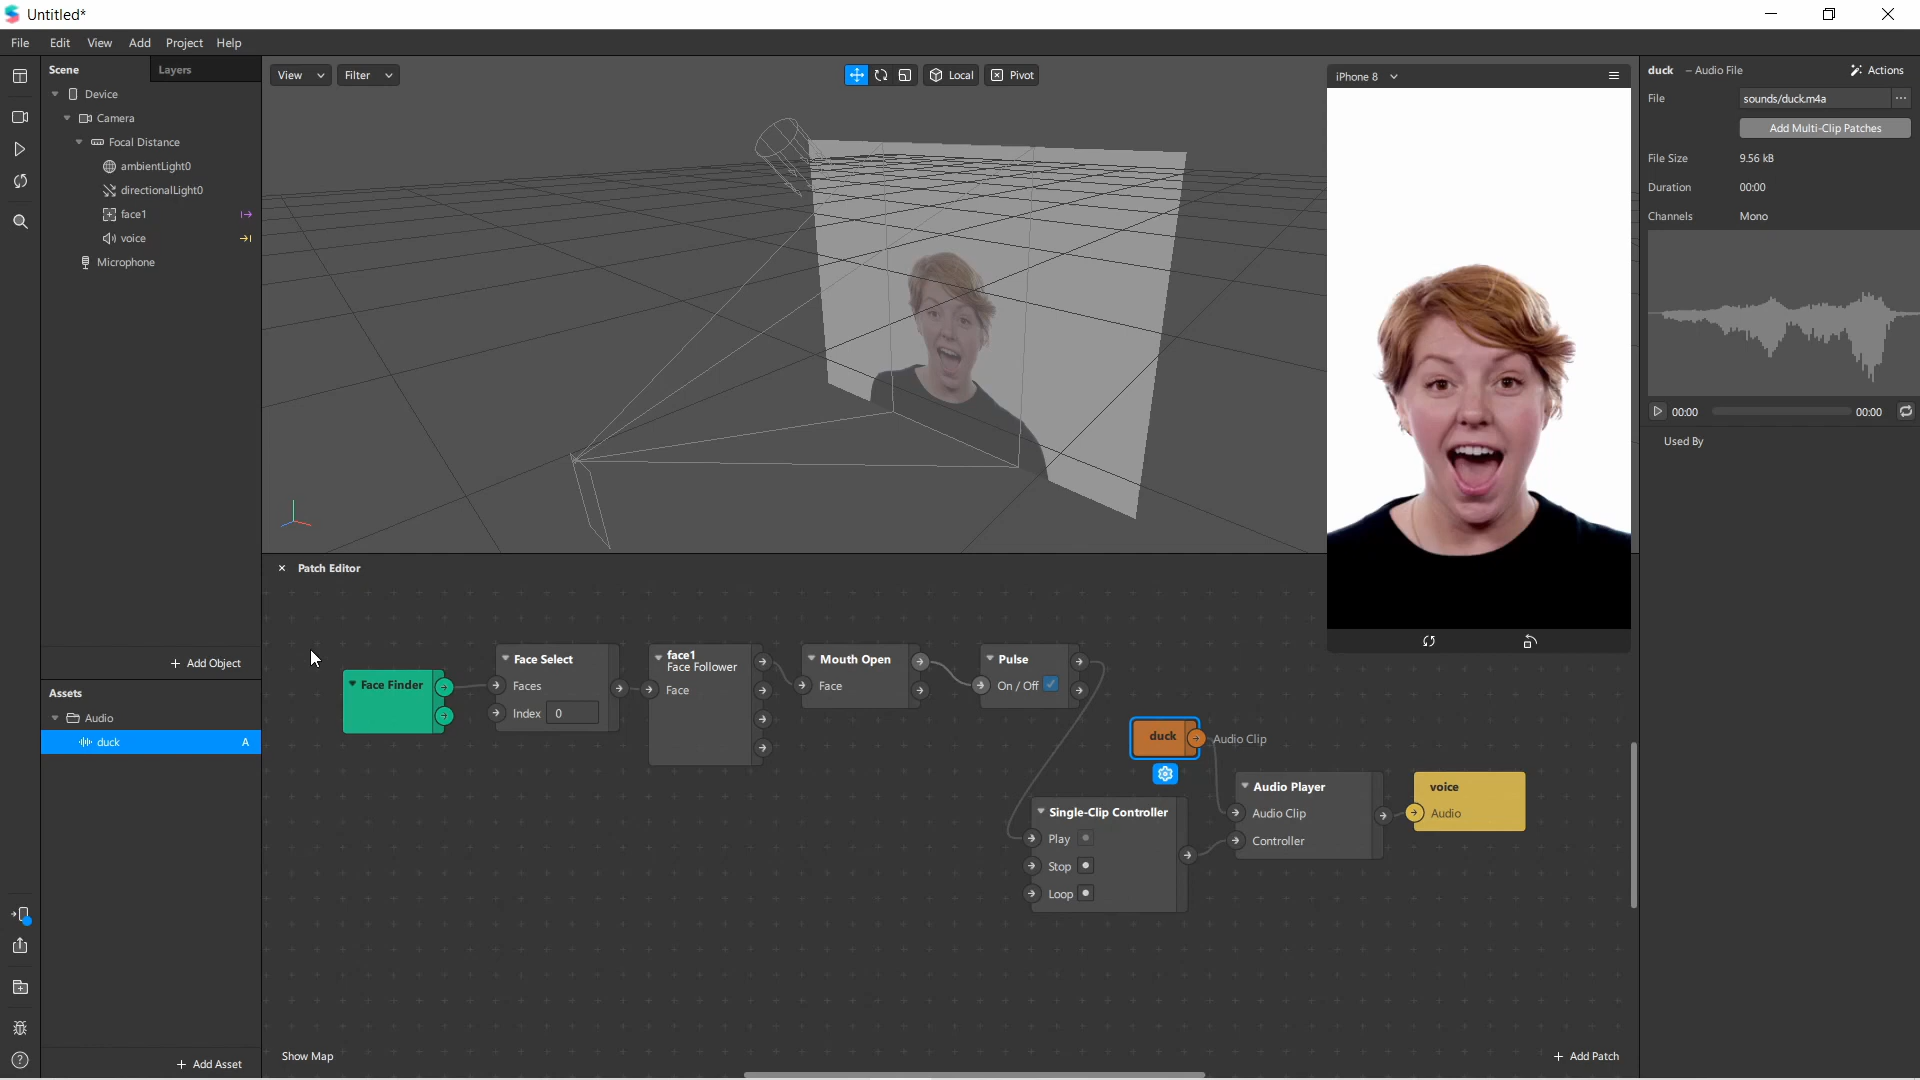 Untitled*
File Edit View Add Project Help
Scene
Layers
Device
Camera
Focal Distance
ambientLight0
directionalLight0
face1
voice
Microphone
+ Add Object
Assets
Audio
duck A
+ Add Asset
View
Filter
Local
Pivot
iPhone 8
Patch Editor
Face Finder
Face Select
Faces
Index 0
face1
Face Follower
Face
Mouth Open
Face
Pulse
On / Off
duck
Audio Clip
Single-Clip Controller
Play
Stop
Loop
Audio Player
Audio Clip
Controller
voice
Audio
Show Map
+ Add Patch
duck – Audio File
Actions
File sounds/duck.m4a ...
Add Multi-Clip Patches
File Size 9.56 kB
Duration 00:00
Channels Mono
00:00 00:00
Used By